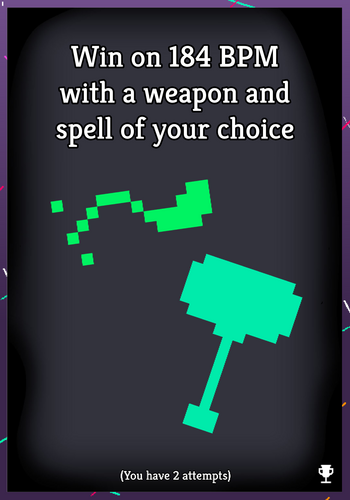 Win on 184 BPM
with a weapon and
spell of your choice
(You have 2 attempts)